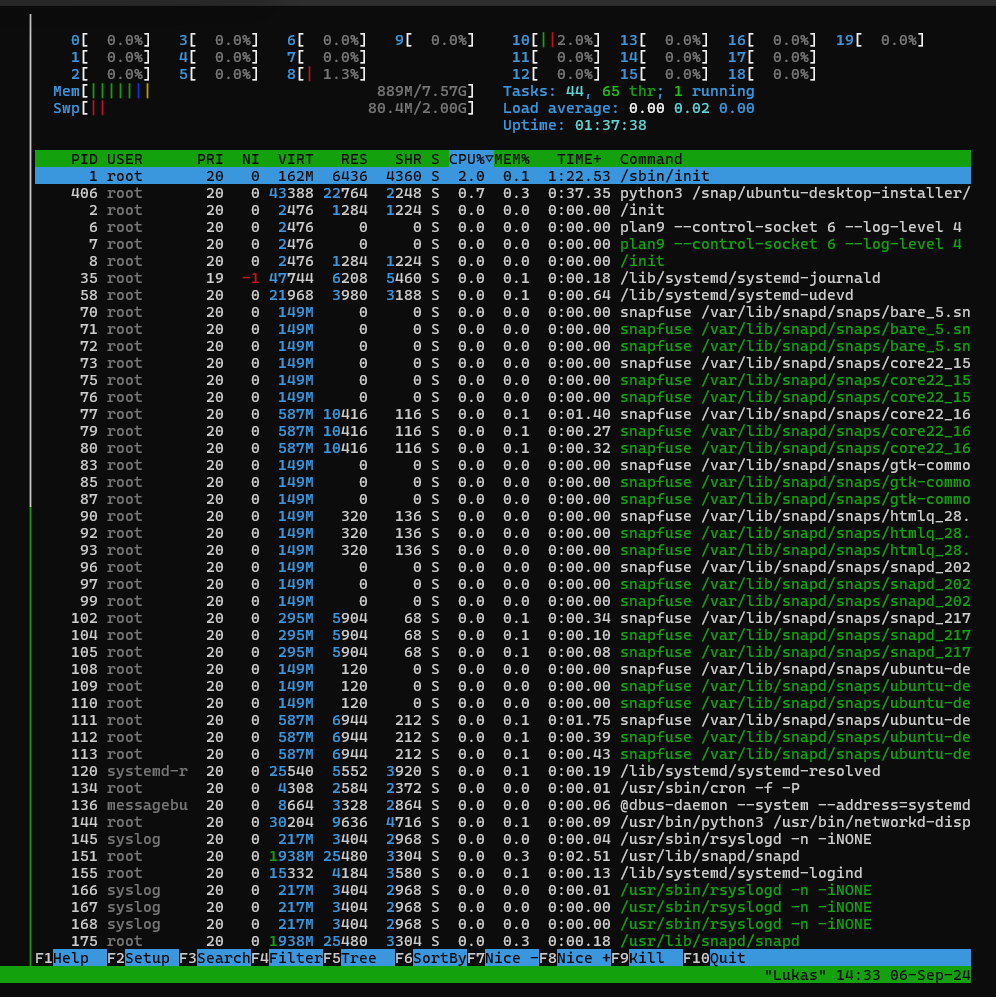 0[  0.0%]  3[  0.0%]  6[  0.0%]  9[  0.0%]  10[||2.0%]  13[  0.0%]  16[  0.0%]  19[  0.0%]
1[  0.0%]  4[  0.0%]  7[  0.0%]  11[  0.0%]  14[  0.0%]  17[  0.0%]
2[  0.0%]  5[  0.0%]  8[|  1.3%]  12[  0.0%]  15[  0.0%]  18[  0.0%]
Mem[|||||||  889M/7.57G]  Tasks: 44, 65 thr; 1 running
Swp[||  80.4M/2.00G]  Load average: 0.00 0.02 0.00
Uptime: 01:37:38
PID USER PRI NI VIRT RES SHR S CPU%▽MEM% TIME+ Command
1 root 20 0 162M 6436 4360 S 2.0 0.1 1:22.53 /sbin/init
406 root 20 0 43388 22764 2248 S 0.7 0.3 0:37.35 python3 /snap/ubuntu-desktop-installer/
2 root 20 0 2476 1284 1224 S 0.0 0.0 0:00.00 /init
6 root 20 0 2476 4 0 S 0.0 0.0 0:00.00 plan9 --control-socket 6 --log-level 4
7 root 20 0 2476 4 0 S 0.0 0.0 0:00.00 plan9 --control-socket 6 --log-level 4
8 root 20 0 2476 1284 1224 S 0.0 0.0 0:00.00 /init
35 root 19 -1 47744 6208 5460 S 0.0 0.1 0:00.18 /lib/systemd/systemd-journald
58 root 20 0 21968 3980 3188 S 0.0 0.1 0:00.64 /lib/systemd/systemd-udevd
70 root 20 0 149M 0 0 S 0.0 0.0 0:00.00 snapfuse /var/lib/snapd/snaps/bare_5.sn
71 root 20 0 149M 0 0 S 0.0 0.0 0:00.00 snapfuse /var/lib/snapd/snaps/bare_5.sn
72 root 20 0 149M 0 0 S 0.0 0.0 0:00.00 snapfuse /var/lib/snapd/snaps/bare_5.sn
73 root 20 0 149M 0 0 S 0.0 0.0 0:00.00 snapfuse /var/lib/snapd/snaps/core22_15
75 root 20 0 149M 0 0 S 0.0 0.0 0:00.00 snapfuse /var/lib/snapd/snaps/core22_15
76 root 20 0 149M 0 0 S 0.0 0.0 0:00.00 snapfuse /var/lib/snapd/snaps/core22_15
77 root 20 0 587M 10416 116 S 0.0 0.1 0:01.40 snapfuse /var/lib/snapd/snaps/core22_16
79 root 20 0 587M 10416 116 S 0.0 0.1 0:00.27 snapfuse /var/lib/snapd/snaps/core22_16
80 root 20 0 587M 10416 116 S 0.0 0.1 0:00.32 snapfuse /var/lib/snapd/snaps/core22_16
83 root 20 0 149M 0 0 S 0.0 0.0 0:00.00 snapfuse /var/lib/snapd/snaps/gtk-commo
85 root 20 0 149M 0 0 S 0.0 0.0 0:00.00 snapfuse /var/lib/snapd/snaps/gtk-commo
87 root 20 0 149M 0 0 S 0.0 0.0 0:00.00 snapfuse /var/lib/snapd/snaps/gtk-commo
90 root 20 0 149M 320 136 S 0.0 0.0 0:00.00 snapfuse /var/lib/snapd/snaps/htmlq_28.
92 root 20 0 149M 320 136 S 0.0 0.0 0:00.00 snapfuse /var/lib/snapd/snaps/htmlq_28.
93 root 20 0 149M 320 136 S 0.0 0.0 0:00.00 snapfuse /var/lib/snapd/snaps/htmlq_28.
96 root 20 0 149M 0 0 S 0.0 0.0 0:00.00 snapfuse /var/lib/snapd/snaps/snapd_202
97 root 20 0 149M 0 0 S 0.0 0.0 0:00.00 snapfuse /var/lib/snapd/snaps/snapd_202
99 root 20 0 149M 0 0 S 0.0 0.0 0:00.00 snapfuse /var/lib/snapd/snaps/snapd_202
102 root 20 0 295M 5904 68 S 0.0 0.1 0:00.34 snapfuse /var/lib/snapd/snaps/snapd_217
104 root 20 0 295M 5904 68 S 0.0 0.1 0:00.10 snapfuse /var/lib/snapd/snaps/snapd_217
105 root 20 0 295M 5904 68 S 0.0 0.1 0:00.08 snapfuse /var/lib/snapd/snaps/snapd_217
108 root 20 0 149M 120 0 S 0.0 0.0 0:00.00 snapfuse /var/lib/snapd/snaps/ubuntu-de
109 root 20 0 149M 120 0 S 0.0 0.0 0:00.00 snapfuse /var/lib/snapd/snaps/ubuntu-de
110 root 20 0 149M 120 0 S 0.0 0.0 0:00.00 snapfuse /var/lib/snapd/snaps/ubuntu-de
111 root 20 0 587M 6944 212 S 0.0 0.1 0:01.75 snapfuse /var/lib/snapd/snaps/ubuntu-de
112 root 20 0 587M 6944 212 S 0.0 0.1 0:00.39 snapfuse /var/lib/snapd/snaps/ubuntu-de
113 root 20 0 587M 6944 212 S 0.0 0.1 0:00.43 snapfuse /var/lib/snapd/snaps/ubuntu-de
120 systemd-r 20 0 25540 5552 3920 S 0.0 0.1 0:00.19 /lib/systemd/systemd-resolved
134 root 20 0 4308 2584 2372 S 0.0 0.0 0:00.01 /usr/sbin/cron -f -P
136 messagebu 20 0 8664 3328 2864 S 0.0 0.0 0:00.06 @dbus-daemon --system --address=systemd
144 root 20 0 30204 9636 4716 S 0.0 0.1 0:00.09 /usr/bin/python3 /usr/bin/networkd-disp
145 syslog 20 0 217M 3404 2968 S 0.0 0.0 0:00.04 /usr/sbin/rsyslogd -n -iNONE
151 root 20 0 1938M 25480 3304 S 0.0 0.3 0:02.51 /usr/lib/snapd/snapd
155 root 20 0 15332 4184 3580 S 0.0 0.1 0:00.13 /lib/systemd/systemd-logind
166 syslog 20 0 217M 3404 2968 S 0.0 0.0 0:00.01 /usr/sbin/rsyslogd -n -iNONE
167 syslog 20 0 217M 3404 2968 S 0.0 0.0 0:00.00 /usr/sbin/rsyslogd -n -iNONE
168 syslog 20 0 217M 3404 2968 S 0.0 0.0 0:00.00 /usr/sbin/rsyslogd -n -iNONE
175 root 20 0 1938M 25480 3304 S 0.0 0.3 0:00.18 /usr/lib/snapd/snapd
F1Help F2Setup F3SearchF4FilterF5Tree F6SortByF7Nice -F8Nice +F9Kill F10Quit
"Lukas" 14:33 06-Sep-24